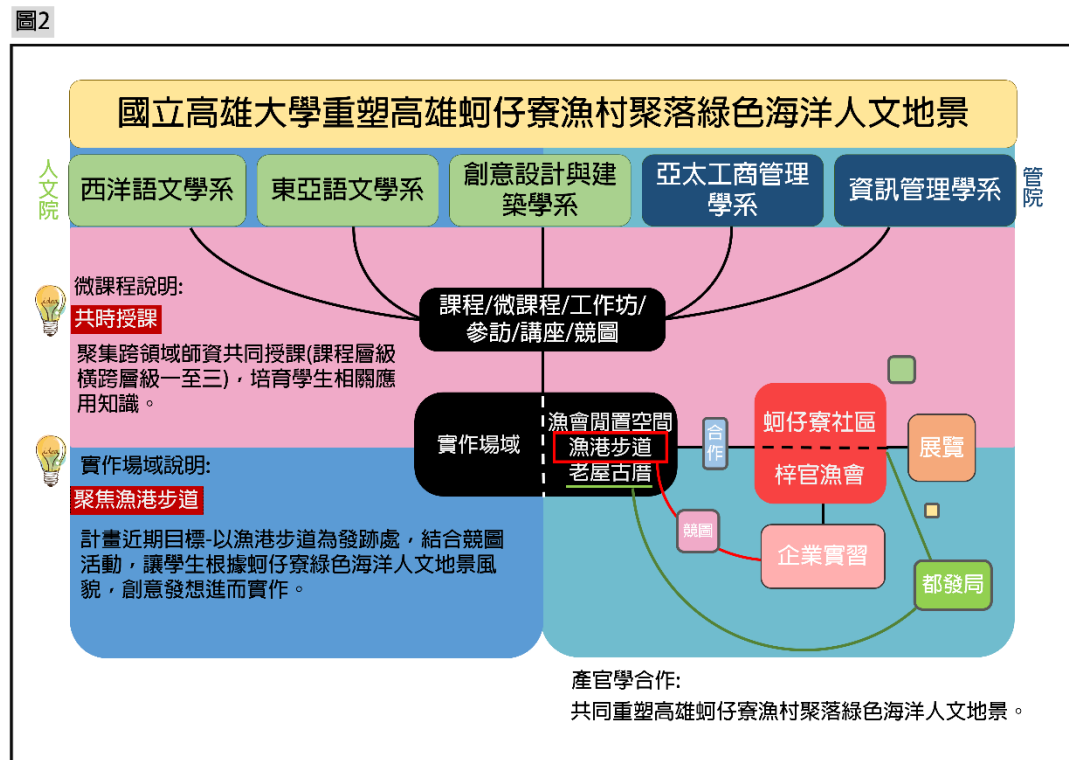 圖2
國立高雄大學重塑高雄蚵仔寮漁村聚落綠色海洋人文地景
人文院
西洋語文學系
東亞語文學系
創意設計與建
築學系
亞太工商管理
學系
資訊管理學系
管院
idea
微課程說明:
共時授課
聚集跨領域師資共同授課(課程層級
橫跨層級一至三)，培育學生相關應
用知識。
課程/微課程/工作坊/
參訪/講座/競圖
實作場域
漁會閒置空間
漁港步道
老屋古厝
合作
蚵仔寮社區
梓官漁會
展覽
競圖
企業實習
都發局
idea
實作場域說明:
聚焦漁港步道
計畫近期目標-以漁港步道為發跡處，結合競圖
活動，讓學生根據蚵仔寮綠色海洋人文地景風
貌，創意發想進而實作。
產官學合作:
共同重塑高雄蚵仔寮漁村聚落綠色海洋人文地景。